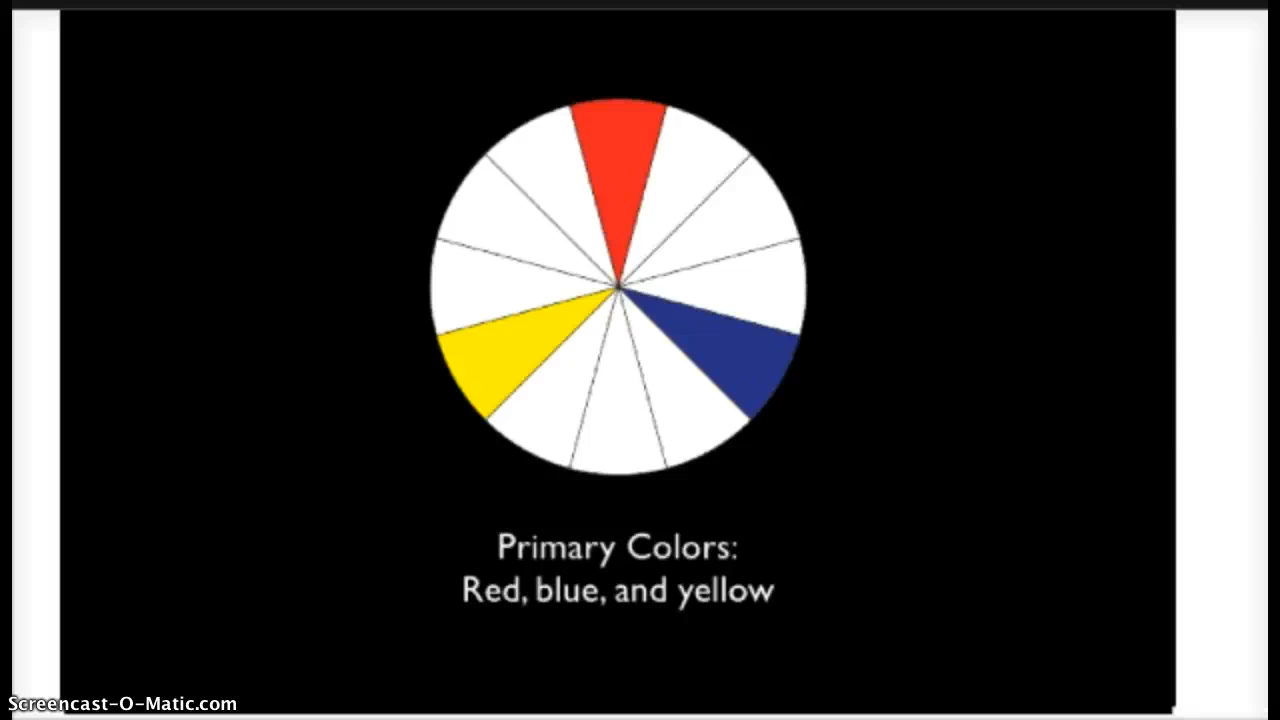 Primary Colors:
Red, blue, and yellow
Screencast-O-Matic.com